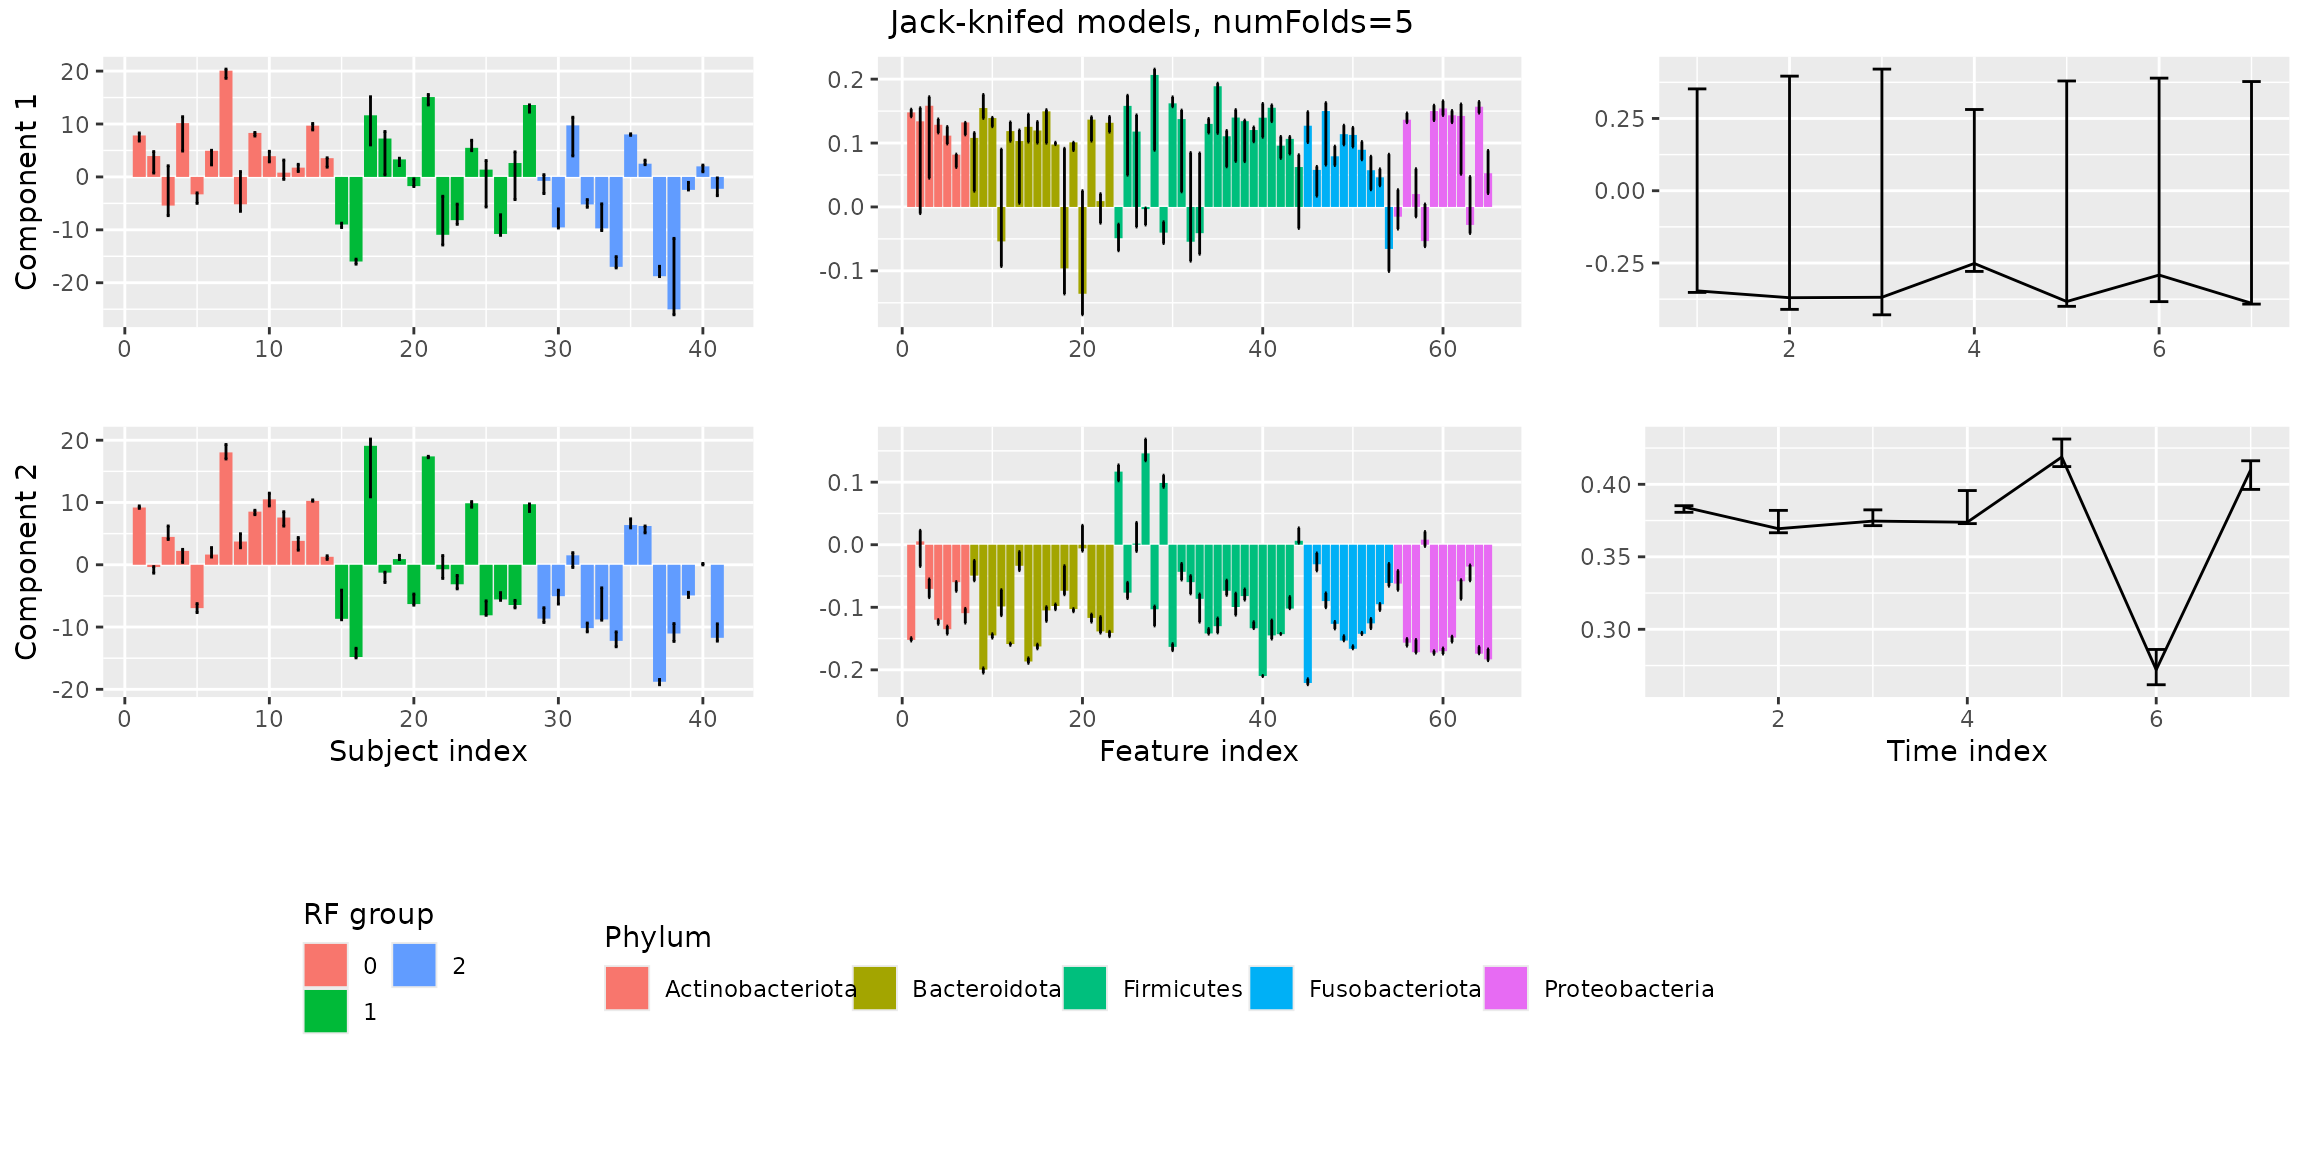 Jack-knifed models, numFolds=5
Component 1
20
10
0
-10
-20
0 10 20 30 40
0.2
0.1
0.0
-0.1
0 20 40 60
0.25
0.00
-0.25
2 4 6
Component 2
20
10
0
-10
-20
0 10 20 30 40
Subject index
0.1
0.0
-0.1
-0.2
0 20 40 60
Feature index
0.40
0.35
0.30
2 4 6
Time index
RF group
0 2
1
Phylum
Actinobacteriota Bacteroidota Firmicutes Fusobacteriota Proteobacteria